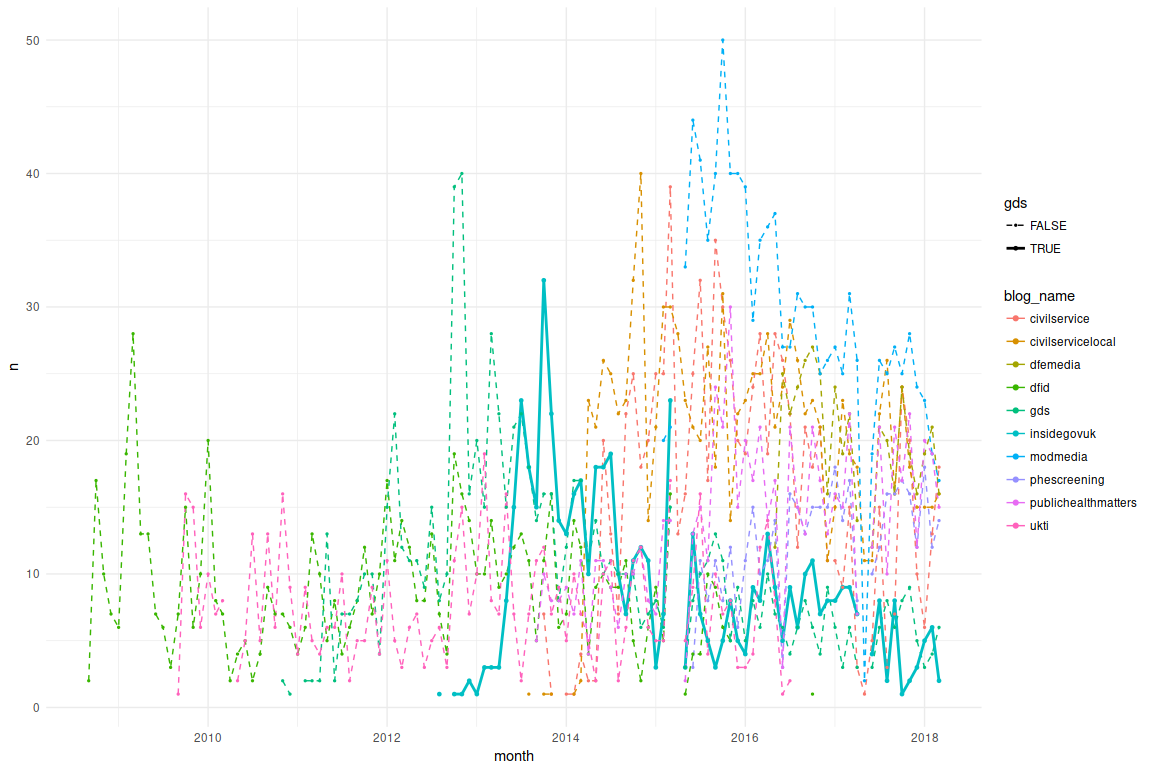 50
40
30
20
10
0
n
2010
2012
2014
2016
2018
month
gds
FALSE
TRUE
blog_name
civilservice
civilservicelocal
dfemedia
dfid
gds
insidegovuk
modmedia
phescreening
publichealthmatters
ukti